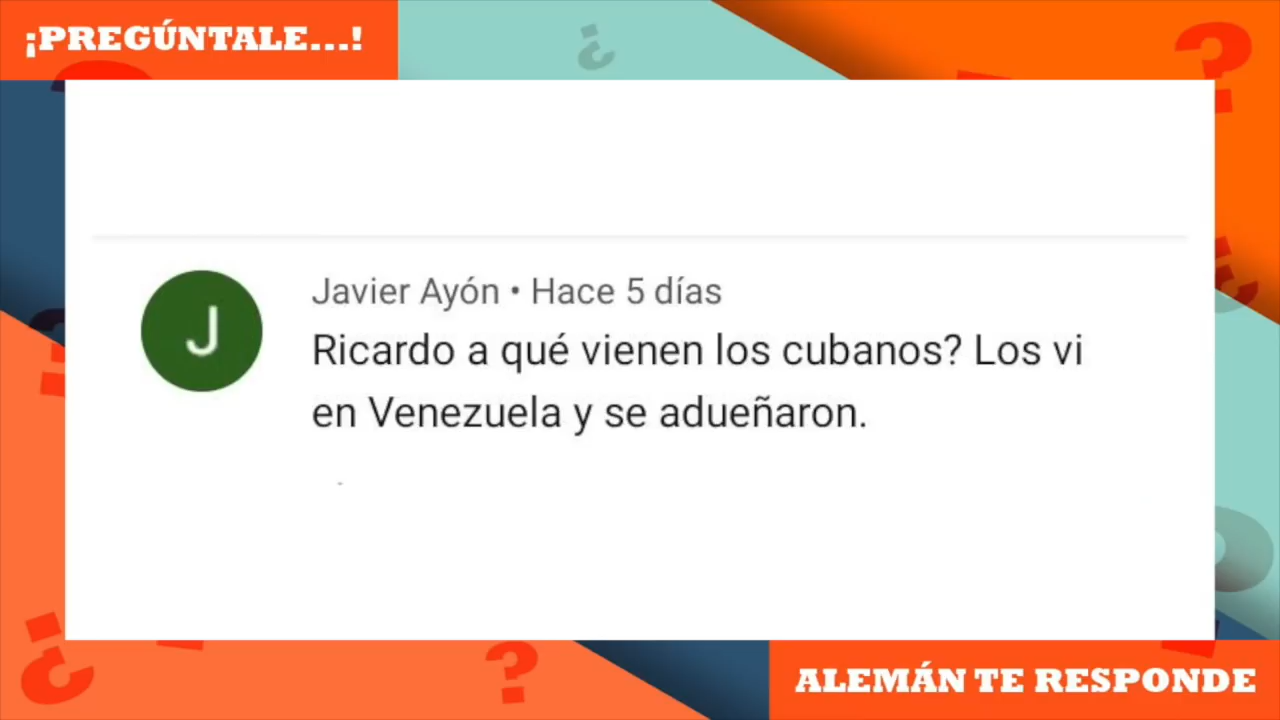 ¡PREGÚNTALE...!
J
Javier Ayón • Hace 5 días
Ricardo a qué vienen los cubanos? Los vi
en Venezuela y se adueñaron.
ALEMÁN TE RESPONDE